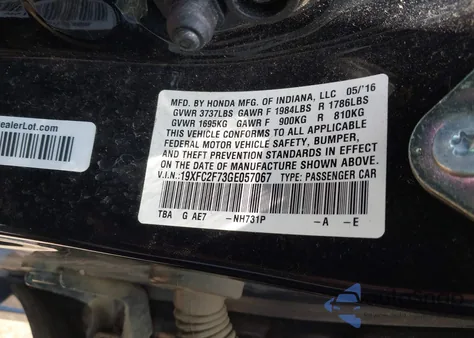 MFD. BY HONDA MFG. OF INDIANA, LLC 05/'16
GVWR 3737LBS GAWR F 1984LBS R 1786LBS
GVWR 1695KG GAWR F 900KG R 810KG
THIS VEHICLE CONFORMS TO ALL APPLICABLE
FEDERAL MOTOR VEHICLE SAFETY, BUMPER,
AND THEFT PREVENTION STANDARDS IN EFFECT
ON THE DATE OF MANUFACTURE SHOWN ABOVE.
V.I.N.: 19XFC2F73GE057067 TYPE: PASSENGER CAR
TBA G AE7 -NH731P -A -E
ealerLot.com